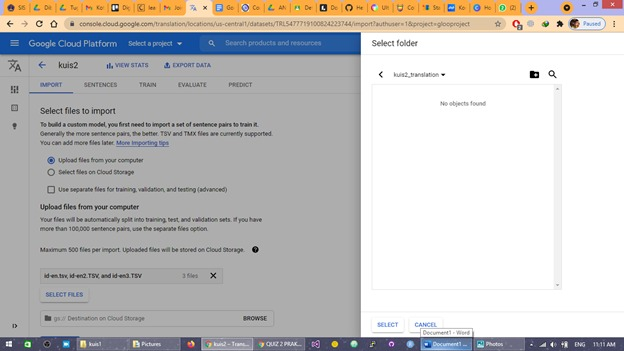 console.cloud.google.com/translation/locations/us-central1/datasets/TRL5477719100824223744/import?authuser=1&project=glcoproject
Paused
Google Cloud Platform
Select a project
Search products and resources
kuis2
VIEW STATS
EXPORT DATA
IMPORT
SENTENCES
TRAIN
EVALUATE
PREDICT
Select files to import
To build a custom model, you first need to import a set of sentence pairs to train it.
Generally the more sentence pairs, the better. TSV and TMX files are currently supported.
You can add more files later. More Importing tips
Upload files from your computer
Select files on Cloud Storage
Use separate files for training, validation, and testing (advanced)
Upload files from your computer
Your files will be automatically split into training, test, and validation sets. If you have
more than 100,000 sentence pairs, use the separate files option.
Maximum 500 files per import. Uploaded files will be stored on Cloud Storage.
id-en.tsv, id-en2.TSV, and id-en3.TSV
3 files
SELECT FILES
gs:// Destination on Cloud Storage
BROWSE
Select folder
kuis2_translation
No objects found
SELECT
CANCEL
Document1 - Word
kuis1
Pictures
kuis2 – Trans...
QUIZ 2 PRAK...
Document1 ...
Photos
11:11 AM